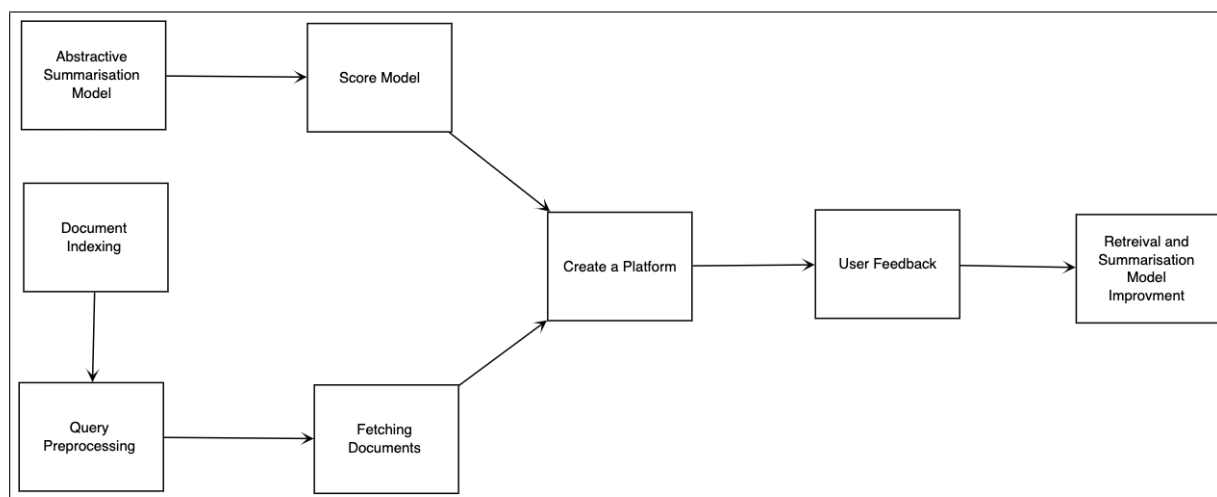 Abstractive
Summarisation
Model
Score Model
Document
Indexing
Query
Preprocessing
Fetching
Documents
Create a Platform
User Feedback
Retreival and
Summarisation
Model
Improvment